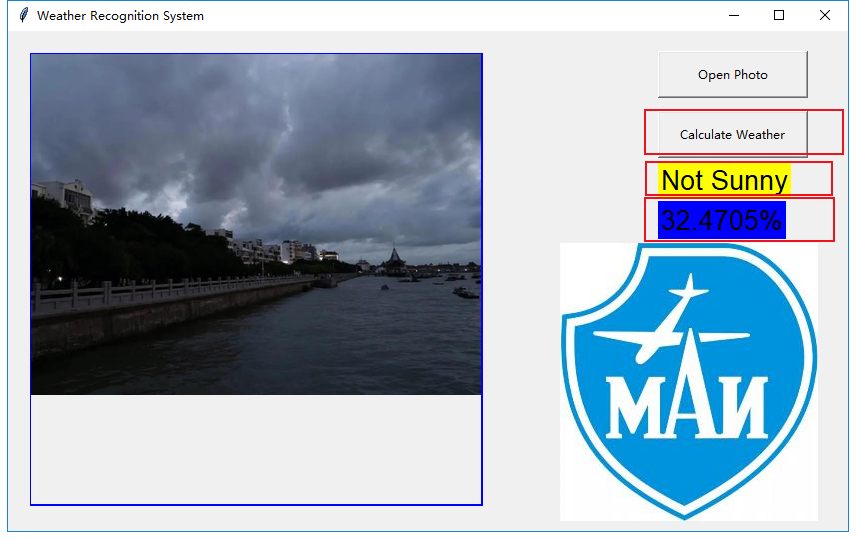 Weather Recognition System
Open Photo
Calculate Weather
Not Sunny
32.4705%
МАИ